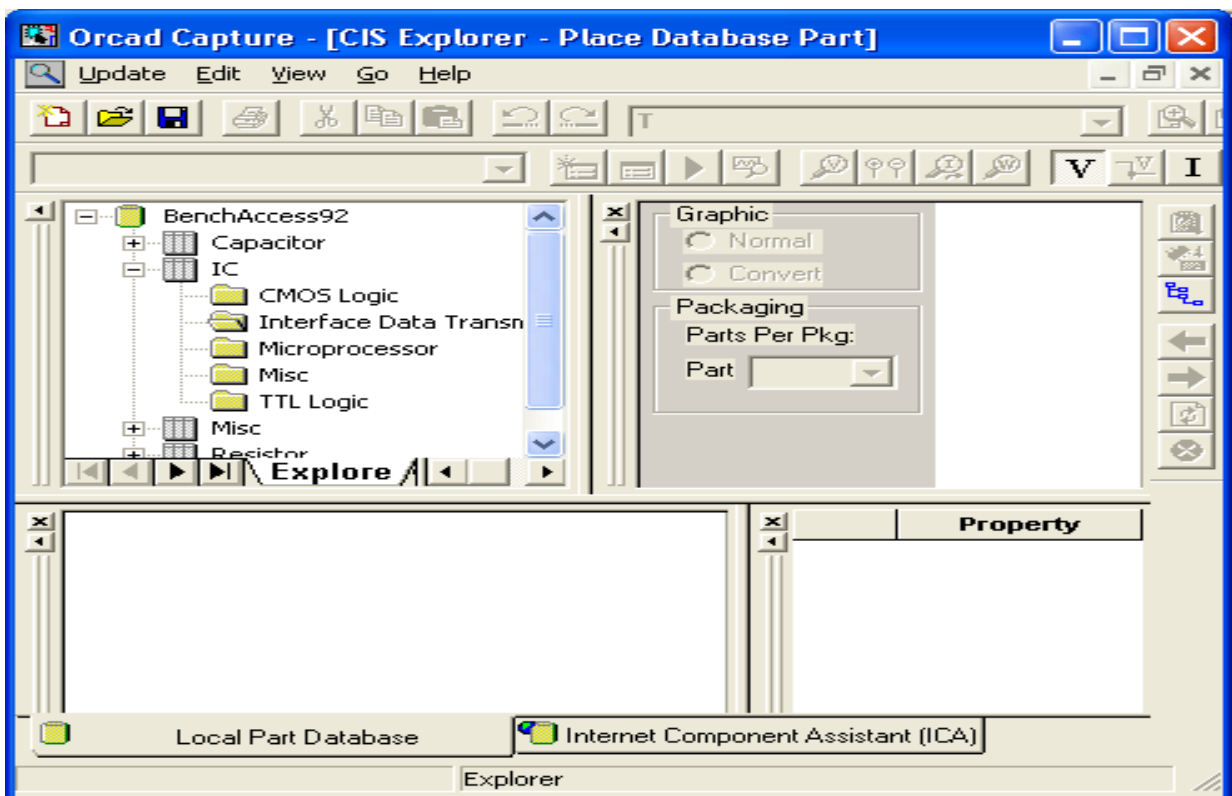 Orcad Capture - [CIS Explorer - Place Database Part]
Update Edit View Go Help
T
V V I
BenchAccess92
Capacitor
IC
CMOS Logic
Interface Data Transn
Microprocessor
Misc
TTL Logic
Misc
Resistor
Explore
Graphic
Normal
Convert
Packaging
Parts Per Pkg:
Part
Property
Local Part Database
Internet Component Assistant (ICA)
Explorer